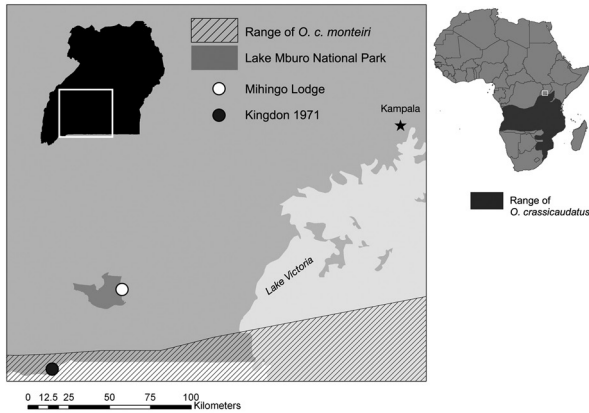 Range of O. c. monteiri
Lake Mburo National Park
Mihingo Lodge
Kingdon 1971
Kampala
Lake Victoria
0 12.5 25 50 75 100
Kilometers
Range of
O. crassicaudatus